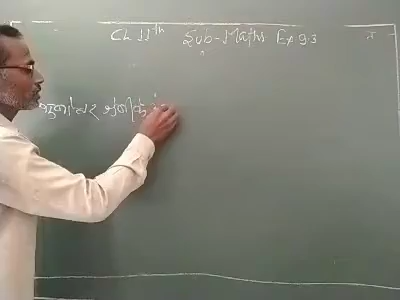 Cl 11th Sub-Maths Ex 9.3
गुणोत्तर श्रेणी के